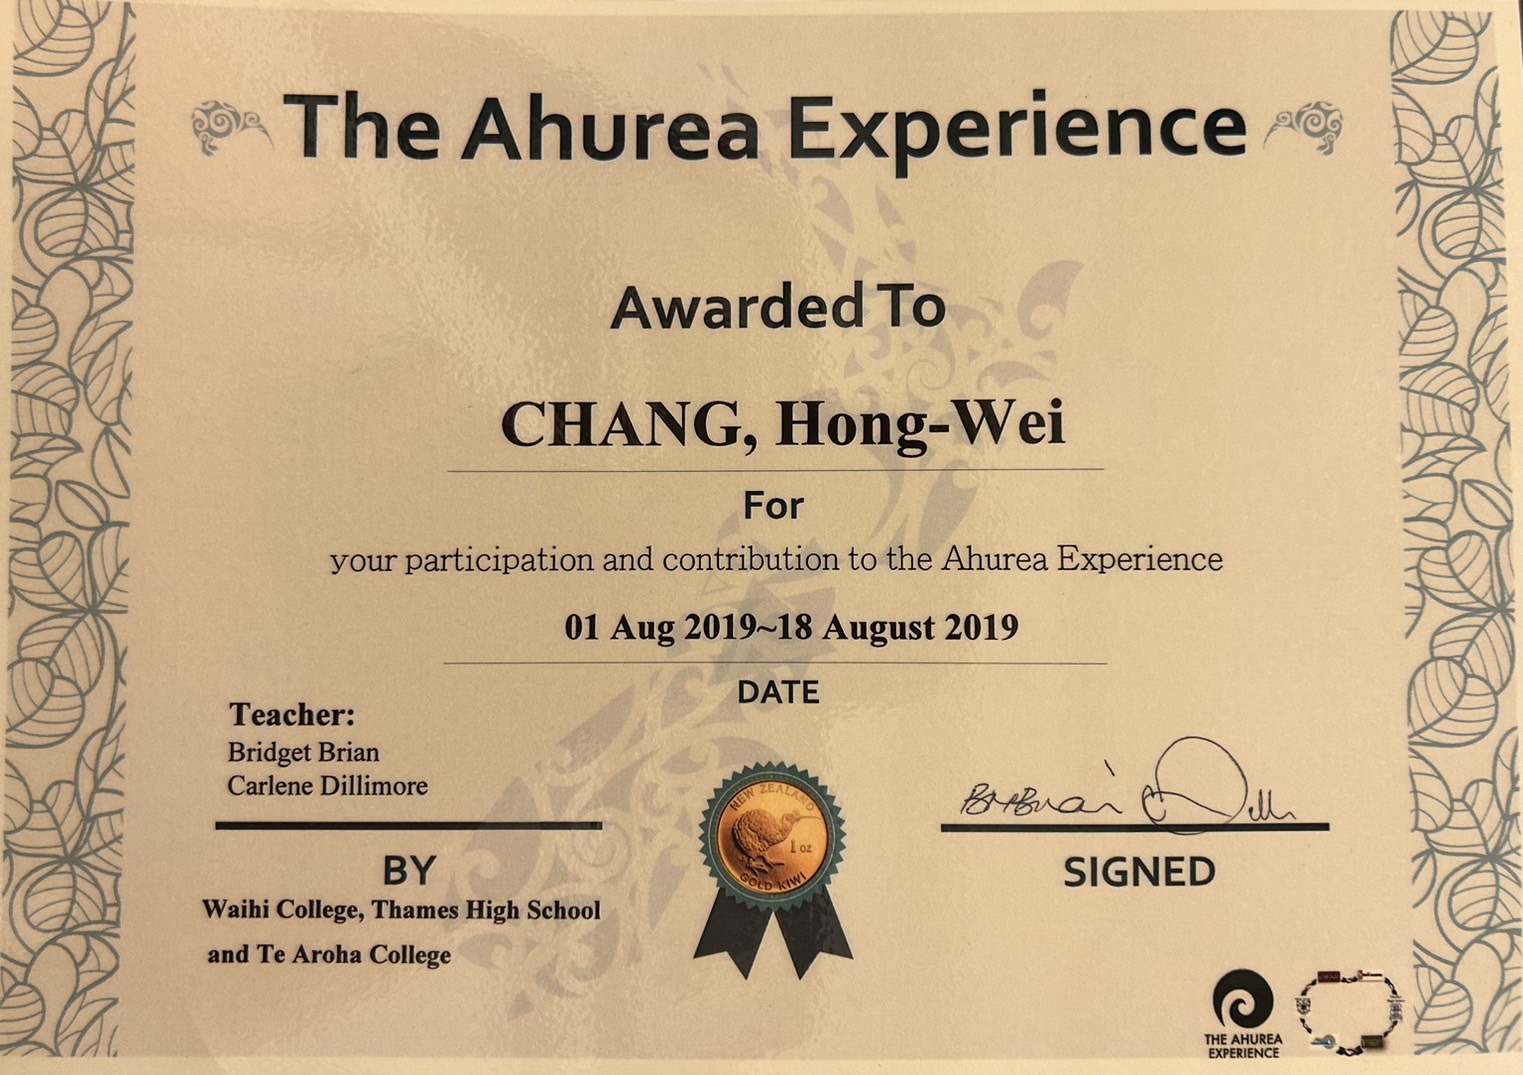 The Ahurea Experience
Awarded To
CHANG, Hong-Wei
For
your participation and contribution to the Ahurea Experience
01 Aug 2019~18 August 2019
DATE
Teacher:
Bridget Brian
Carlene Dillimore
BY
Waihi College, Thames High School
and Te Aroha College
NEW ZEALAND
1 oz
GOLD KIWI
SIGNED
THE AHUREA
EXPERIENCE